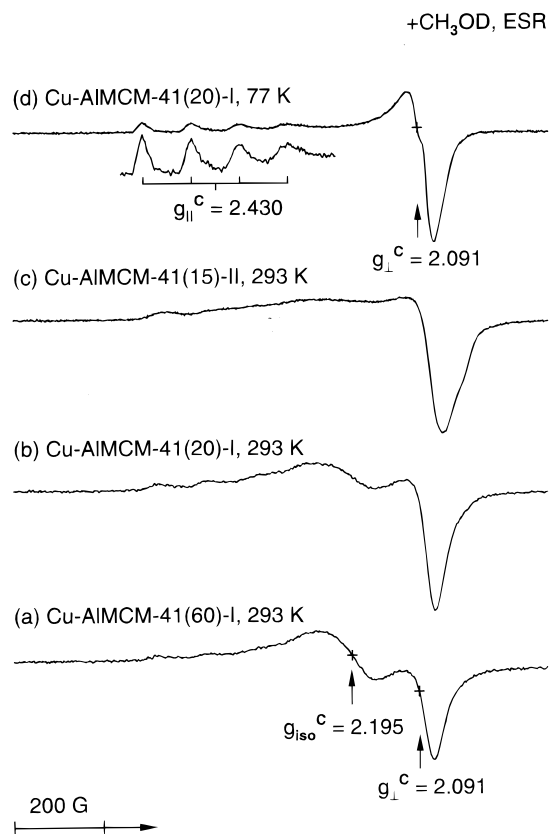 +CH₃OD, ESR
(d) Cu-AlMCM-41(20)-I, 77 K
g||ᶜ = 2.430
g⊥ᶜ = 2.091
(c) Cu-AlMCM-41(15)-II, 293 K
(b) Cu-AlMCM-41(20)-I, 293 K
(a) Cu-AlMCM-41(60)-I, 293 K
gisoᶜ = 2.195
g⊥ᶜ = 2.091
200 G